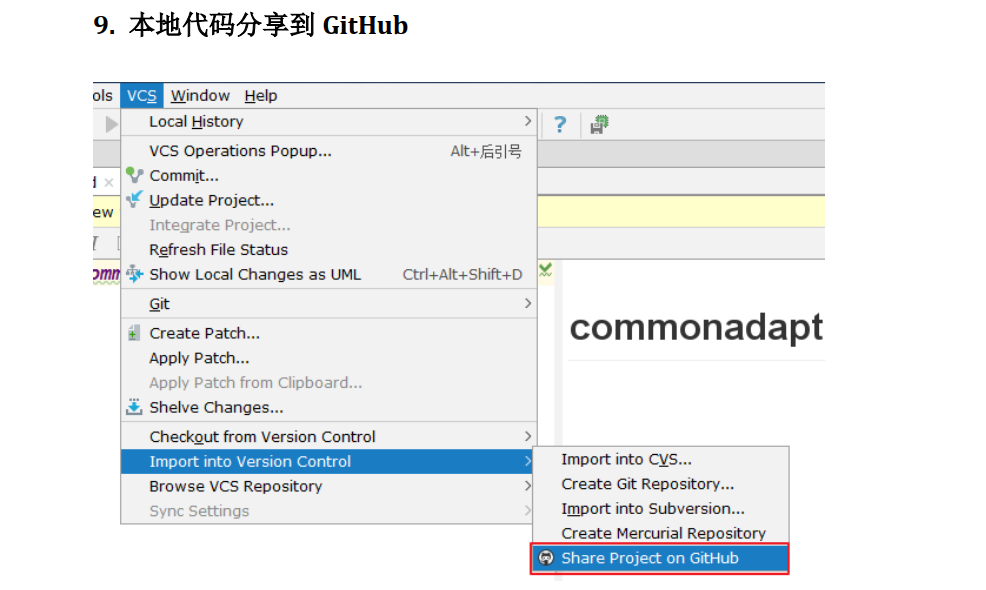 9. 本地代码分享到 GitHub
ols VCS Window Help
Local History
VCS Operations Popup... Alt+后引号
Commit...
Update Project...
ew
Integrate Project...
Refresh File Status
omm
Show Local Changes as UML Ctrl+Alt+Shift+D
Git
commonadapt
Create Patch...
Apply Patch...
Apply Patch from Clipboard...
Shelve Changes...
Checkout from Version Control
Import into Version Control
Browse VCS Repository
Sync Settings
Import into CVS...
Create Git Repository...
Import into Subversion...
Create Mercurial Repository
Share Project on GitHub